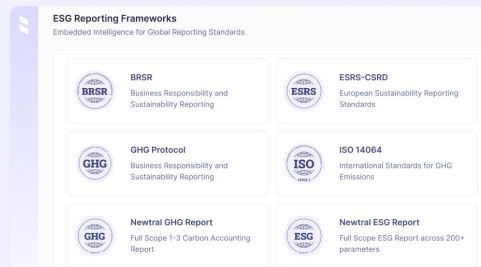 ESG Reporting Frameworks
Embedded Intelligence for Global Reporting Standards
BRSR
BRSR
Business Responsibility and
Sustainability Reporting
ESRS
ESRS-CSRD
European Sustainability Reporting
Standards
GHG
GHG Protocol
Business Responsibility and
Sustainability Reporting
ISO
ISO 14064
International Standards for GHG
Emissions
GHG
Newtral GHG Report
Full Scope 1-3 Carbon Accounting
Report
ESG
Newtral ESG Report
Full Scope ESG Report across 200+
parameters